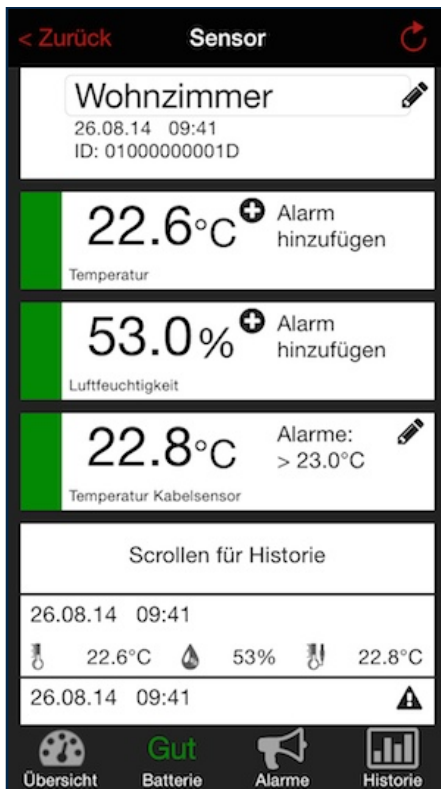 < Zurück Sensor
Wohnzimmer
26.08.14 09:41
ID: 01000000001D
22.6°C Alarm
hinzufügen
Temperatur
53.0% Alarm
hinzufügen
Luftfeuchtigkeit
22.8°C Alarme:
> 23.0°C
Temperatur Kabelsensor
Scrollen für Historie
26.08.14 09:41
22.6°C 53% 22.8°C
26.08.14 09:41
Gut
Übersicht Batterie Alarme Historie